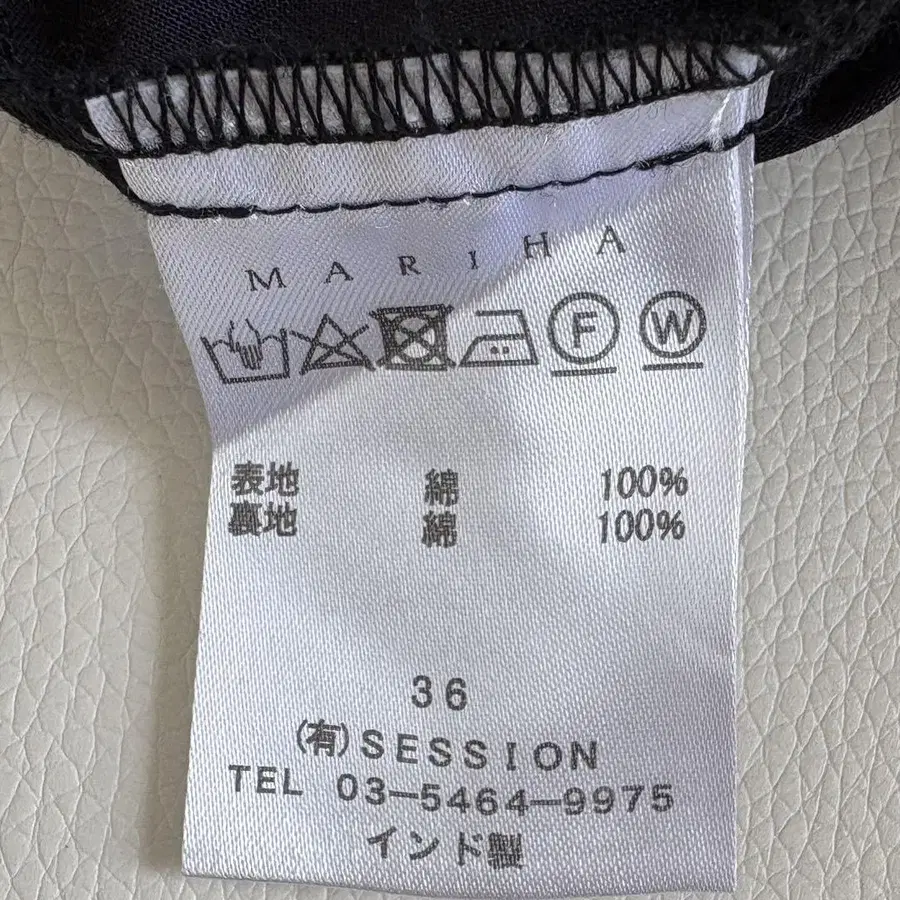 MARIHA
F W
表地 綿 100%
裏地 綿 100%
36
(有)SESSION
TEL 03-5464-9975
インド製